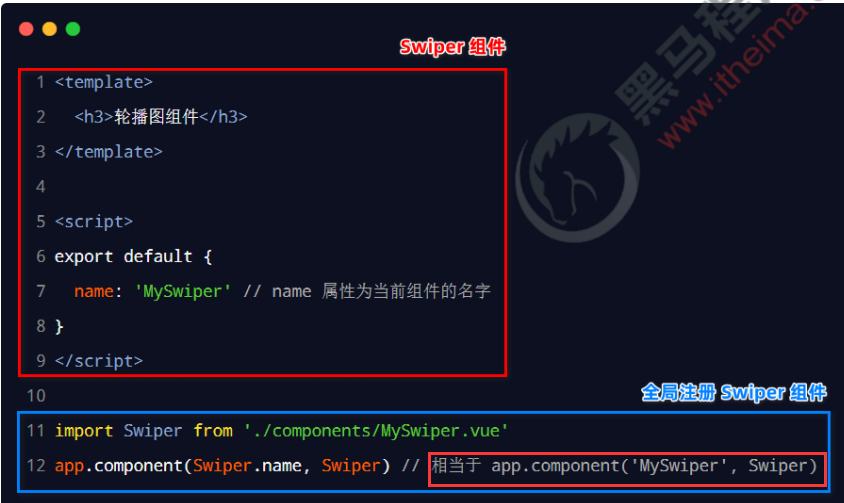 Swiper 组件
1 <template>
2   <h3>轮播图组件</h3>
3 </template>
4
5 <script>
6 export default {
7   name: 'MySwiper' // name 属性为当前组件的名字
8 }
9 </script>
10
全局注册 Swiper 组件
11 import Swiper from './components/MySwiper.vue'
12 app.component(Swiper.name, Swiper) // 相当于 app.component('MySwiper', Swiper)
黑马程
www.itheima.